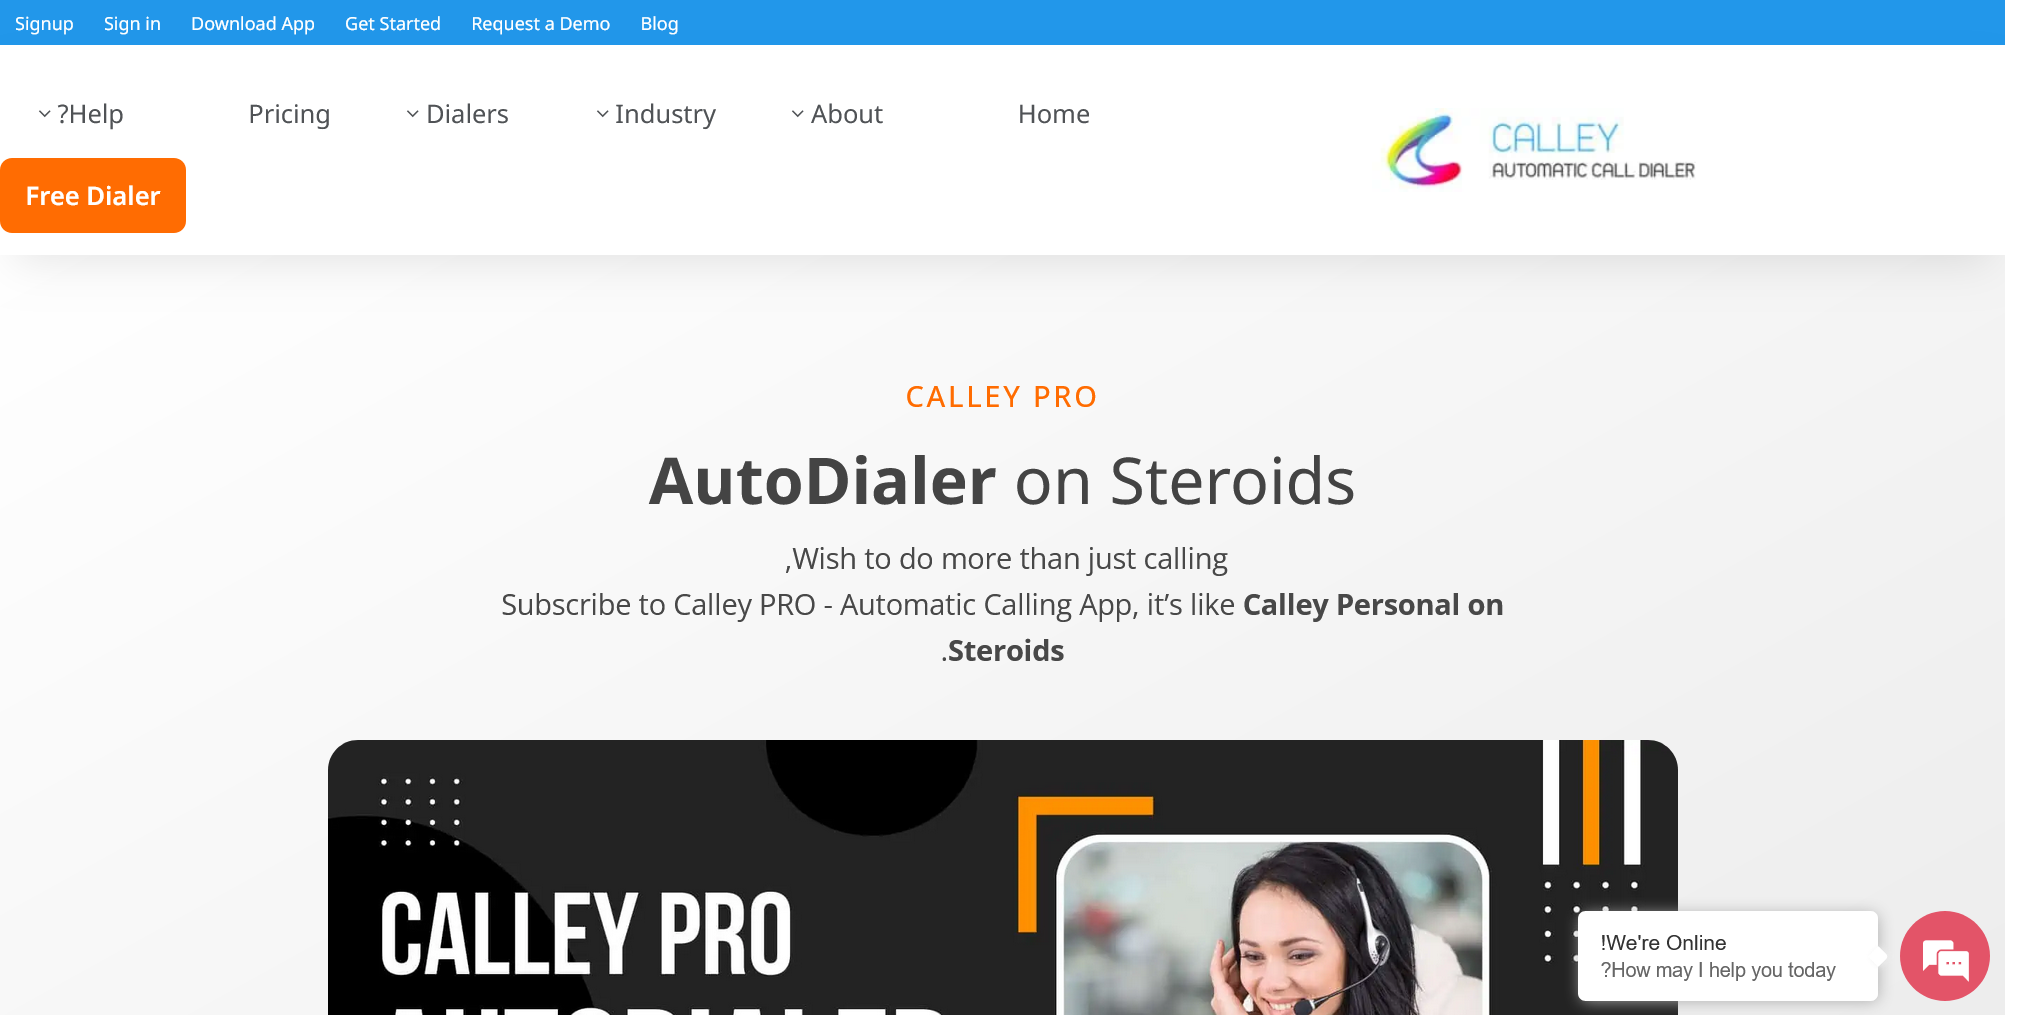 Signup Sign in Download App Get Started Request a Demo Blog
?Help Pricing Dialers Industry About Home
CALLEY
AUTOMATIC CALL DIALER
Free Dialer
CALLEY PRO
AutoDialer on Steroids
,Wish to do more than just calling
Subscribe to Calley PRO - Automatic Calling App, it’s like Calley Personal on
.Steroids
CALLEY PRO
AUTODIALER
!We're Online
?How may I help you today